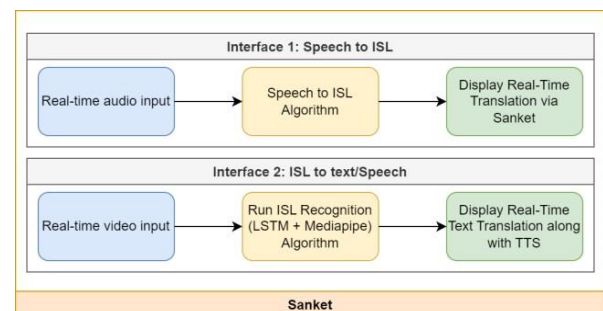 Interface 1: Speech to ISL
Real-time audio input
Speech to ISL
Algorithm
Display Real-Time
Translation via
Sanket
Interface 2: ISL to text/Speech
Real-time video input
Run ISL Recognition
(LSTM + Mediapipe)
Algorithm
Display Real-Time
Text Translation along
with TTS
Sanket